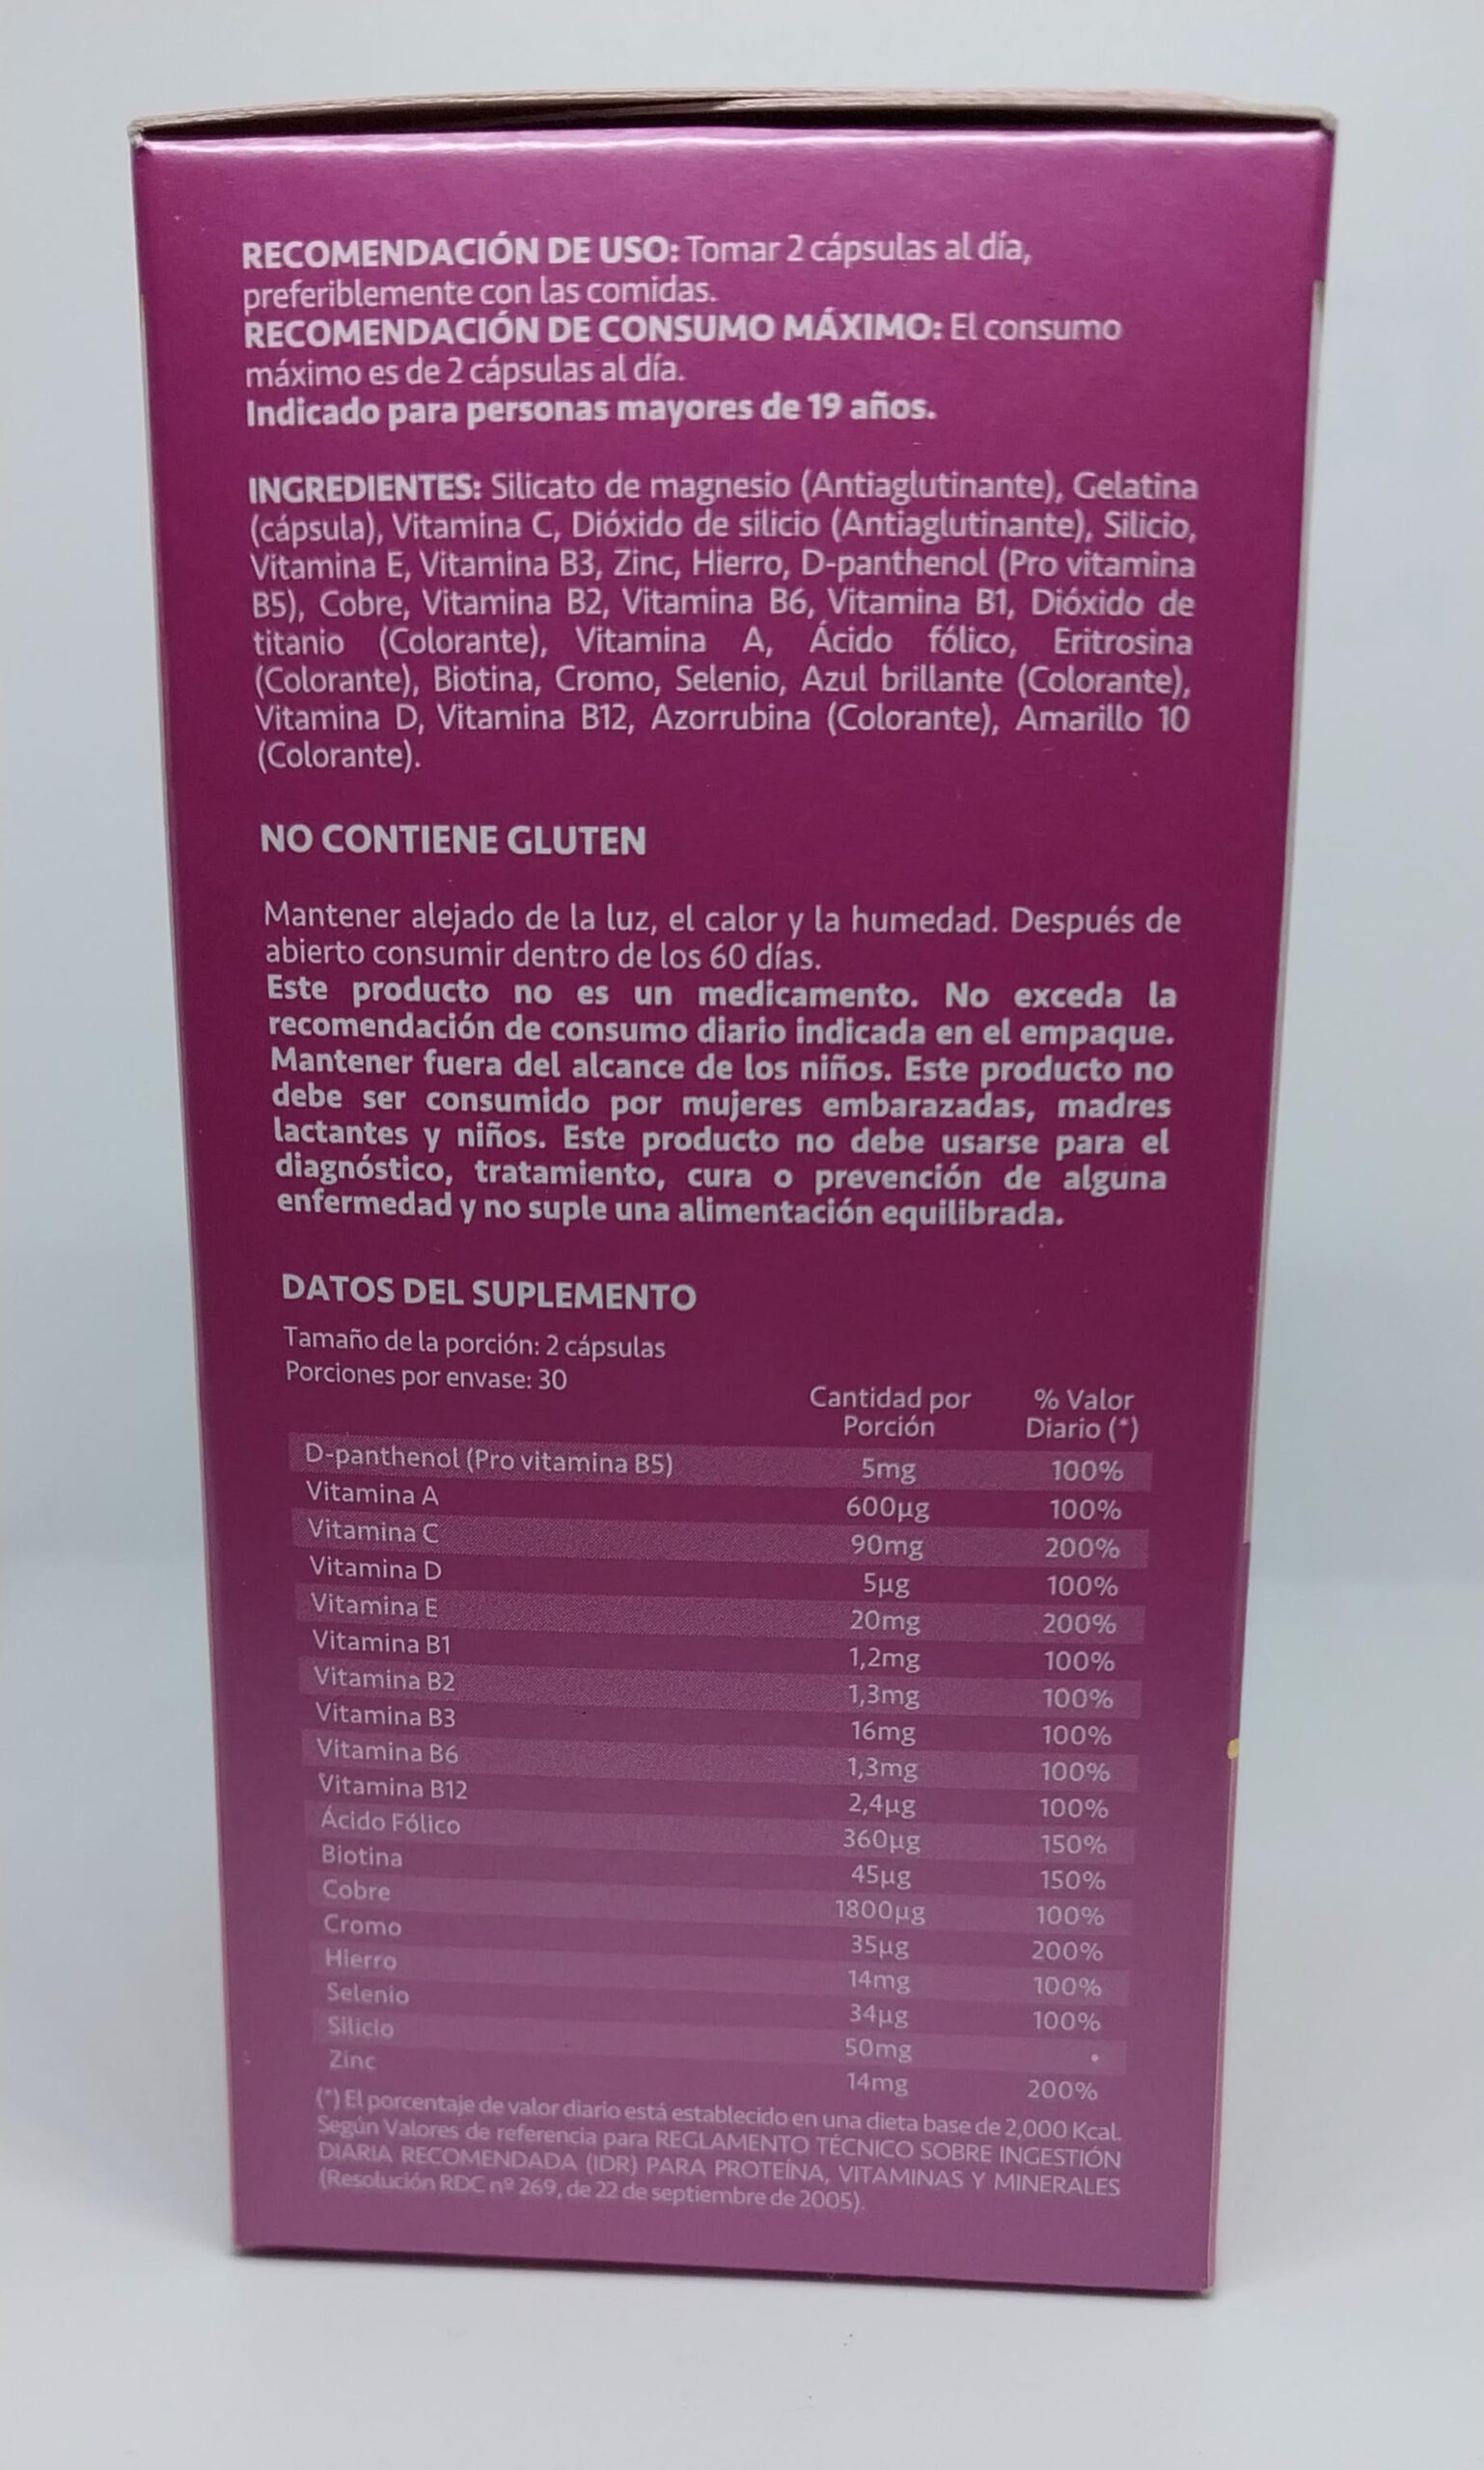 RECOMENDACIÓN DE USO: Tomar 2 cápsulas al día,
preferiblemente con las comidas.
RECOMENDACIÓN DE CONSUMO MÁXIMO: El consumo
máximo es de 2 cápsulas al día.
Indicado para personas mayores de 19 años.
INGREDIENTES: Silicato de magnesio (Antiaglutinante), Gelatina
(cápsula), Vitamina C, Dióxido de silicio (Antiaglutinante), Silicio,
Vitamina E, Vitamina B3, Zinc, Hierro, D-panthenol (Pro vitamina
B5), Cobre, Vitamina B2, Vitamina B6, Vitamina B1, Dióxido de
titanio (Colorante), Vitamina A, Ácido fólico, Eritrosina
(Colorante), Biotina, Cromo, Selenio, Azul brillante (Colorante),
Vitamina D, Vitamina B12, Azorrubina (Colorante), Amarillo 10
(Colorante).
NO CONTIENE GLUTEN
Mantener alejado de la luz, el calor y la humedad. Después de
abierto consumir dentro de los 60 días.
Este producto no es un medicamento. No exceda la
recomendación de consumo diario indicada en el empaque.
Mantener fuera del alcance de los niños. Este producto no
debe ser consumido por mujeres embarazadas, madres
lactantes y niños. Este producto no debe usarse para el
diagnóstico, tratamiento, cura o prevención de alguna
enfermedad y no suple una alimentación equilibrada.
DATOS DEL SUPLEMENTO
Tamaño de la porción: 2 cápsulas
Porciones por envase: 30
Cantidad por Porción % Valor Diario (*)
D-panthenol (Pro vitamina B5) 5mg 100%
Vitamina A 600µg 100%
Vitamina C 90mg 200%
Vitamina D 5µg 100%
Vitamina E 20mg 200%
Vitamina B1 1,2mg 100%
Vitamina B2 1,3mg 100%
Vitamina B3 16mg 100%
Vitamina B6 1,3mg 100%
Vitamina B12 2,4µg 100%
Ácido Fólico 360µg 150%
Biotina 45µg 150%
Cobre 1800µg 100%
Cromo 35µg 200%
Hierro 14mg 100%
Selenio 34µg 100%
Silicio 50mg •
Zinc 14mg 200%
(*) El porcentaje de valor diario está establecido en una dieta base de 2,000 Kcal.
Según Valores de referencia para REGLAMENTO TÉCNICO SOBRE INGESTIÓN
DIARIA RECOMENDADA (IDR) PARA PROTEÍNA, VITAMINAS Y MINERALES
(Resolución RDC nº 269, de 22 de septiembre de 2005).